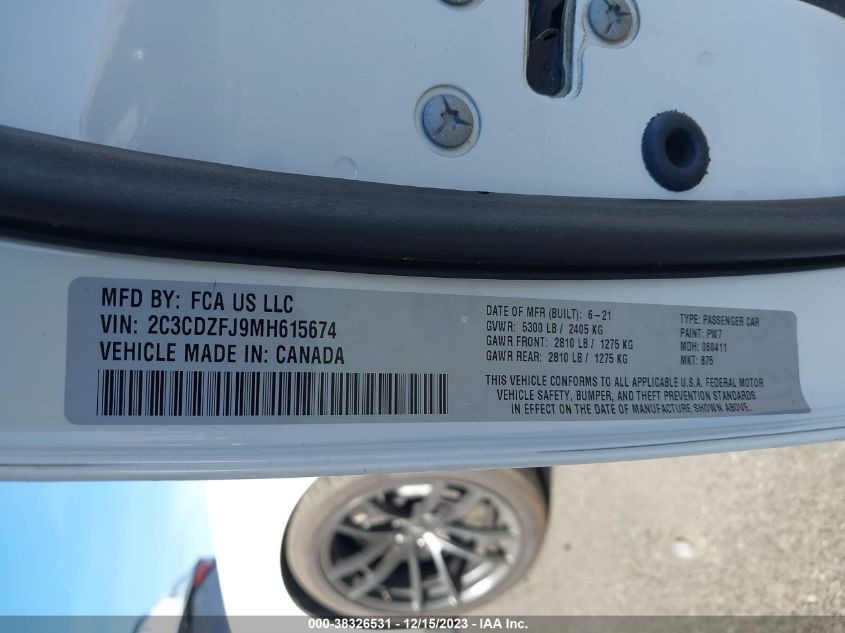 MFD BY: FCA US LLC
VIN: 2C3CDZFJ9MH615674
VEHICLE MADE IN: CANADA
DATE OF MFR (BUILT): 6-21
GVWR: 5300 LB / 2405 KG
GAWR FRONT: 2810 LB / 1275 KG
GAWR REAR: 2810 LB / 1275 KG
TYPE: PASSENGER CAR
PAINT: PW7
MDH: 060411
MKT: B75
THIS VEHICLE CONFORMS TO ALL APPLICABLE U.S.A. FEDERAL MOTOR
VEHICLE SAFETY, BUMPER, AND THEFT PREVENTION STANDARDS
IN EFFECT ON THE DATE OF MANUFACTURE SHOWN ABOVE.
000-38326531 - 12/15/2023 - IAA Inc.